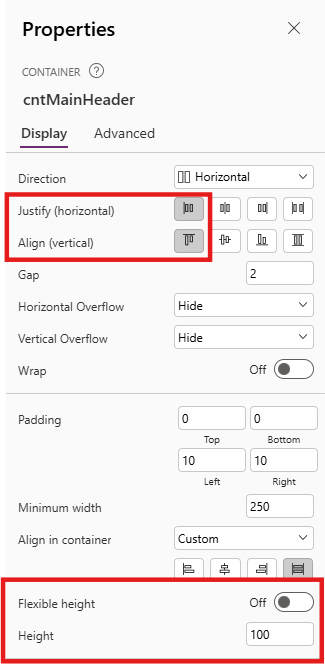 Properties
CONTAINER ?
cntMainHeader
Display Advanced
Direction Horizontal
Justify (horizontal)
Align (vertical)
Gap 2
Horizontal Overflow Hide
Vertical Overflow Hide
Wrap Off
Padding 0 0
Top Bottom
10 10
Left Right
Minimum width 250
Align in container Custom
Flexible height Off
Height 100